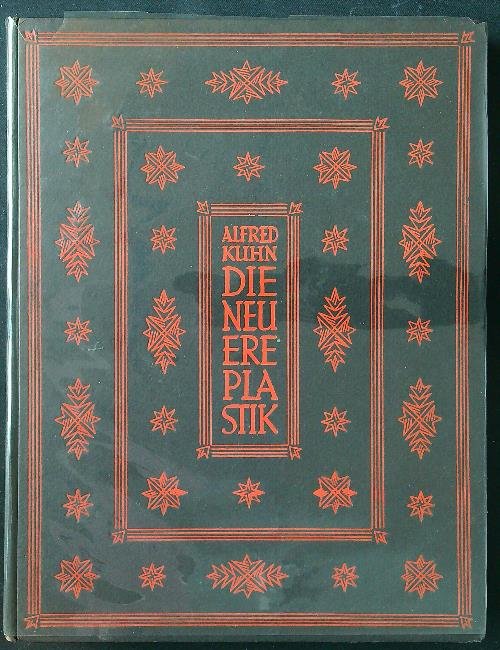 ALFRED
KUHN
DIE
NEU
ERE
PLA
STIK